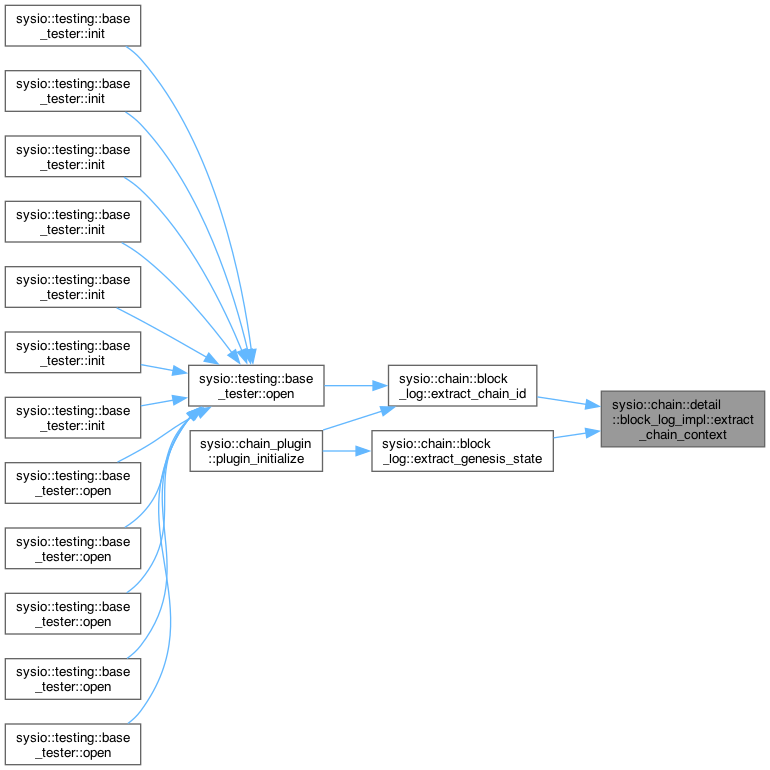 sysio::testing::base
_tester::init
sysio::testing::base
_tester::init
sysio::testing::base
_tester::init
sysio::testing::base
_tester::init
sysio::testing::base
_tester::init
sysio::testing::base
_tester::init
sysio::testing::base
_tester::init
sysio::testing::base
_tester::open
sysio::testing::base
_tester::open
sysio::testing::base
_tester::open
sysio::testing::base
_tester::open
sysio::testing::base
_tester::open
sysio::testing::base
_tester::open
sysio::chain_plugin
::plugin_initialize
sysio::chain::block
_log::extract_chain_id
sysio::chain::block
_log::extract_genesis_state
sysio::chain::detail
::block_log_impl::extract
_chain_context